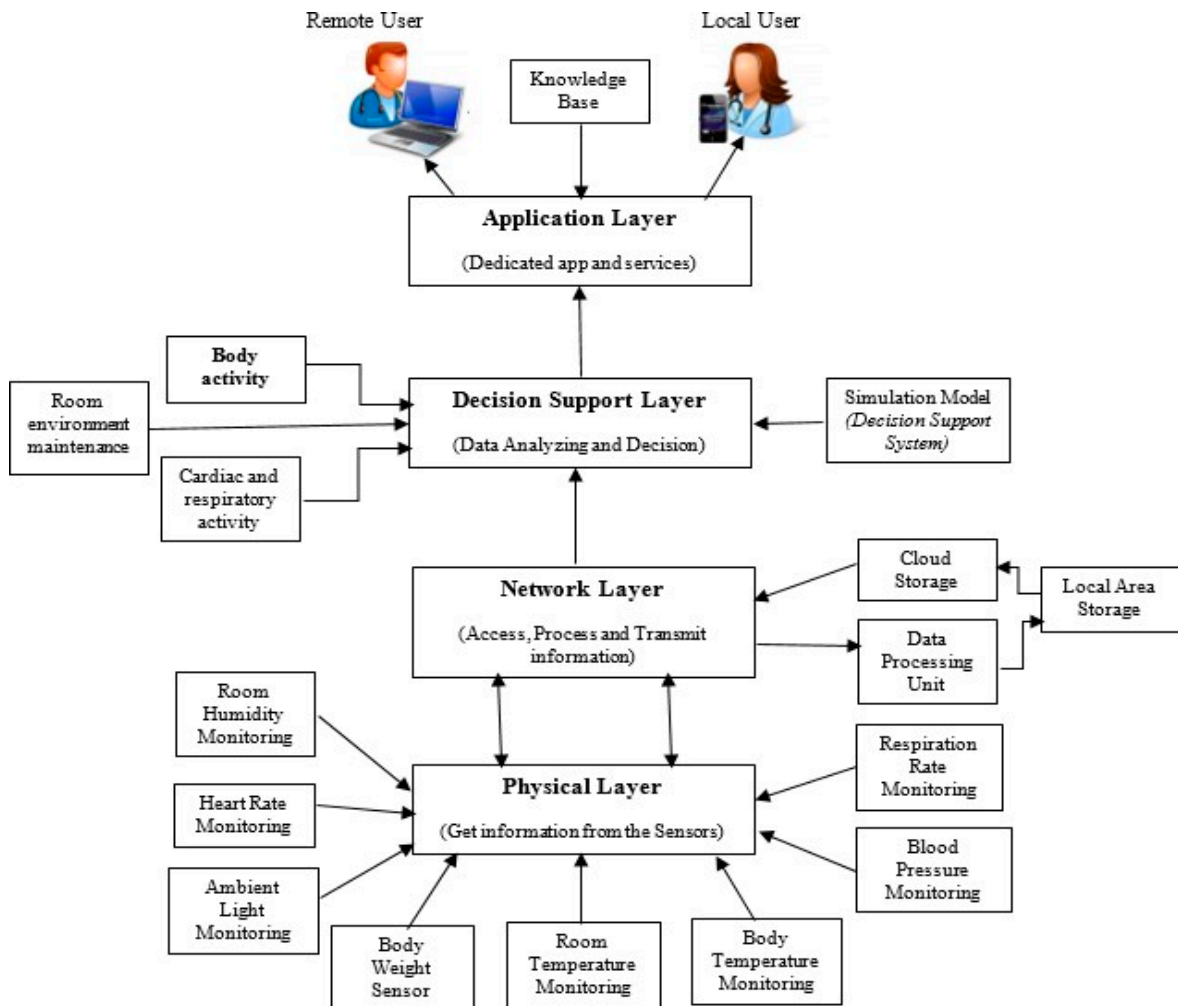 Remote User
Local User
Knowledge
Base
Application Layer
(Dedicated app and services)
Body
activity
Room
environment
maintenance
Cardiac and
respiratory
activity
Decision Support Layer
(Data Analyzing and Decision)
Simulation Model
(Decision Support
System)
Network Layer
(Access, Process and Transmit
information)
Cloud
Storage
Local Area
Storage
Data
Processing
Unit
Room
Humidity
Monitoring
Heart Rate
Monitoring
Ambient
Light
Monitoring
Physical Layer
(Get information from the Sensors)
Respiration
Rate
Monitoring
Blood
Pressure
Monitoring
Body
Weight
Sensor
Room
Temperature
Monitoring
Body
Temperature
Monitoring